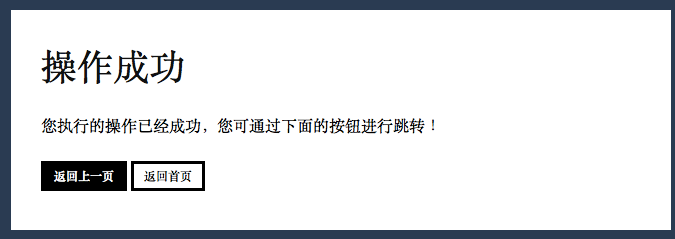 操作成功
您执行的操作已经成功，您可通过下面的按钮进行跳转！
返回上一页 返回首页